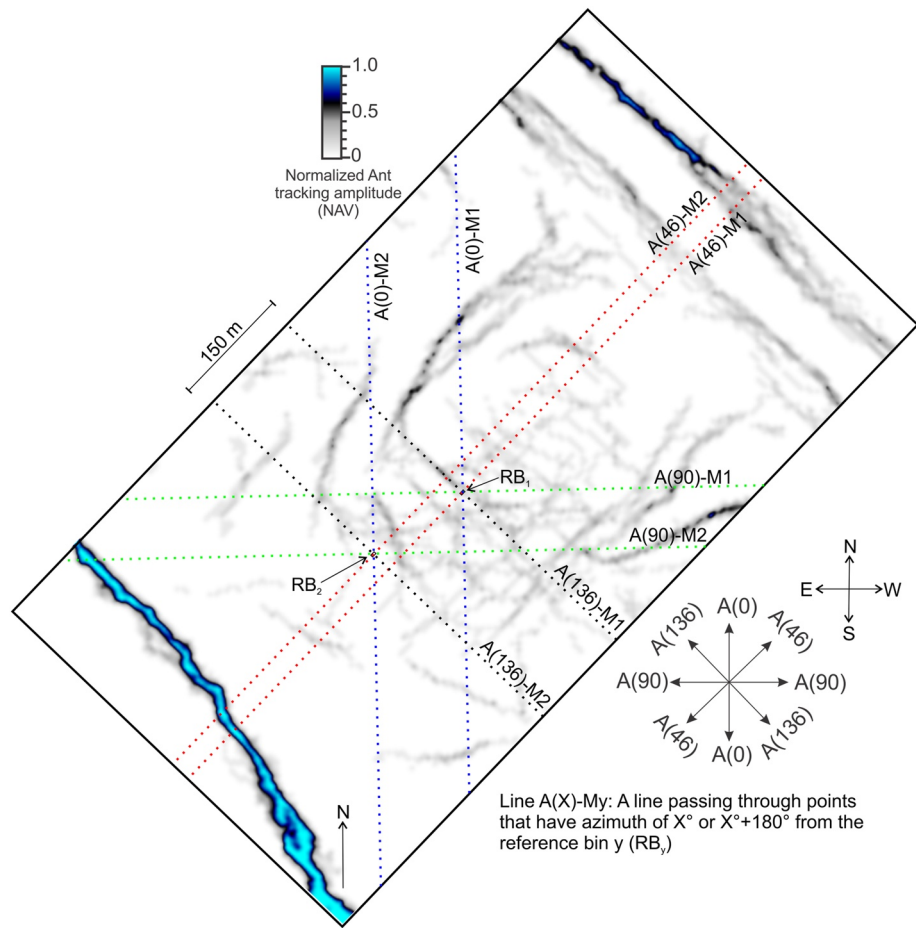 1.0
0.5
0
Normalized Ant
tracking amplitude
(NAV)
A(0)-M1
A(0)-M2
A(46)-M2
A(46)-M1
150 m
RB1
A(90)-M1
A(90)-M2
RB2
A(136)-M1
A(136)-M2
N
E W
S
A(0)
A(136) A(46)
A(90) A(90)
A(46) A(136)
A(0)
N
Line A(X)-My: A line passing through points
that have azimuth of X° or X°+180° from the
reference bin y (RBy)